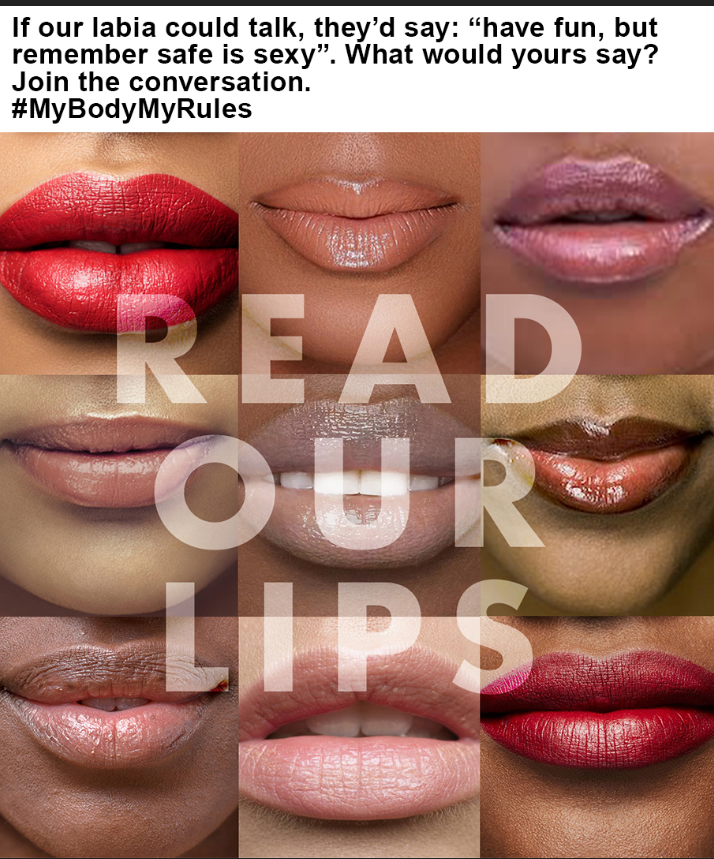 If our labia could talk, they’d say: “have fun, but
remember safe is sexy”. What would yours say?
Join the conversation.
#MyBodyMyRules
READ
OUR
LIPS